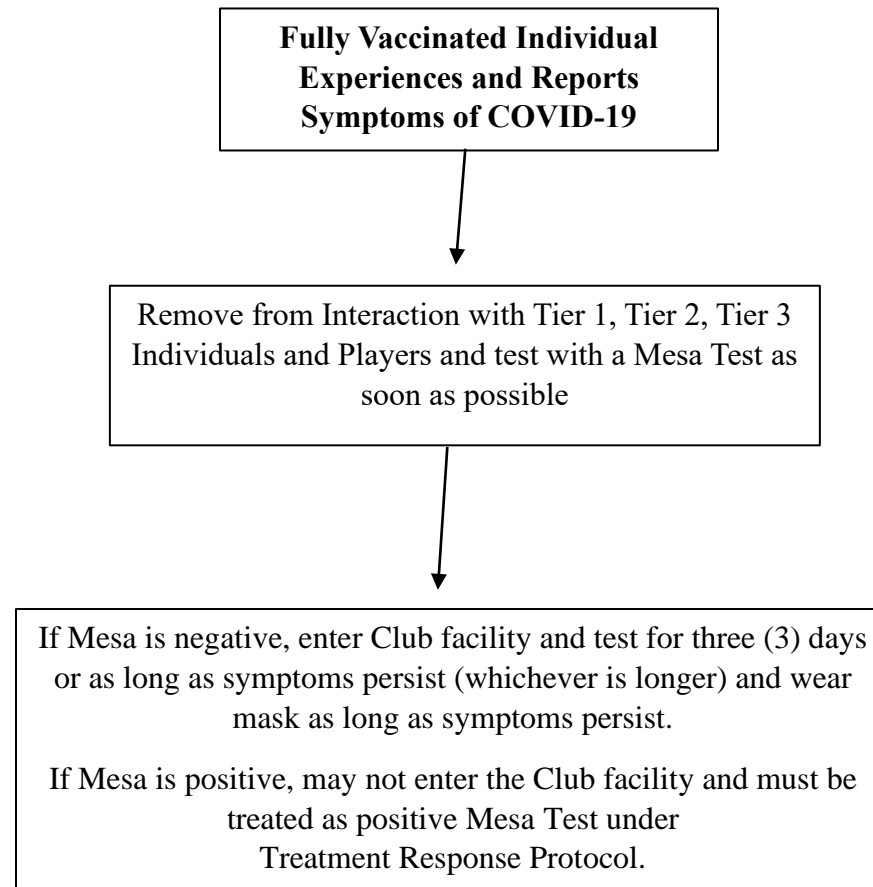 Fully Vaccinated Individual
Experiences and Reports
Symptoms of COVID-19
Remove from Interaction with Tier 1, Tier 2, Tier 3
Individuals and Players and test with a Mesa Test as
soon as possible
If Mesa is negative, enter Club facility and test for three (3) days
or as long as symptoms persist (whichever is longer) and wear
mask as long as symptoms persist.
If Mesa is positive, may not enter the Club facility and must be
treated as positive Mesa Test under
Treatment Response Protocol.